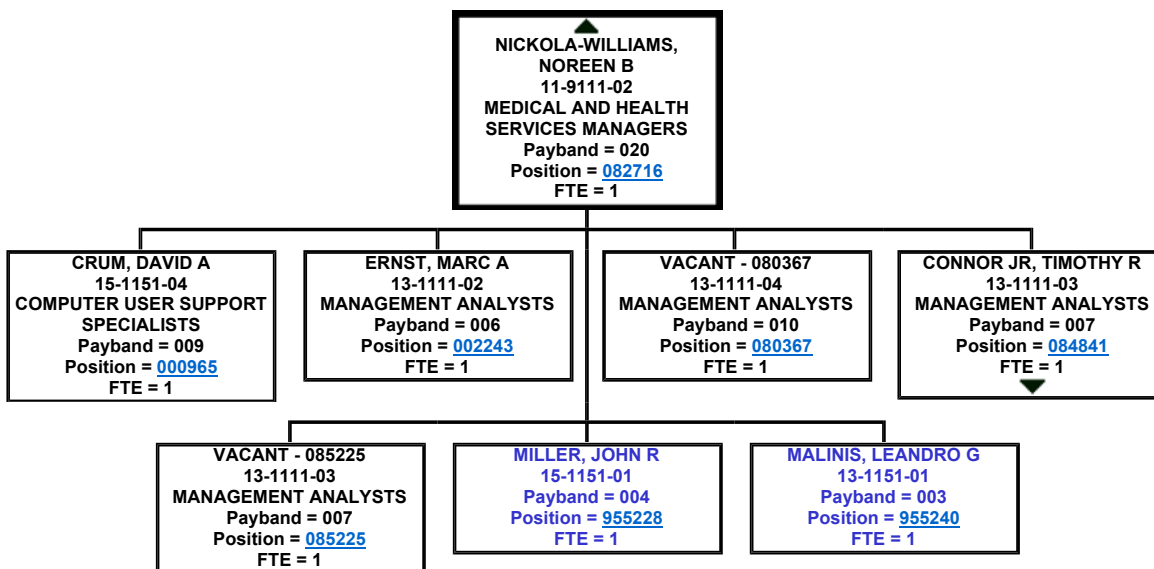 NICKOLA-WILLIAMS,
NOREEN B
11-9111-02
MEDICAL AND HEALTH
SERVICES MANAGERS
Payband = 020
Position = 082716
FTE = 1
CRUM, DAVID A
15-1151-04
COMPUTER USER SUPPORT
SPECIALISTS
Payband = 009
Position = 000965
FTE = 1
ERNST, MARC A
13-1111-02
MANAGEMENT ANALYSTS
Payband = 006
Position = 002243
FTE = 1
VACANT - 080367
13-1111-04
MANAGEMENT ANALYSTS
Payband = 010
Position = 080367
FTE = 1
CONNOR JR, TIMOTHY R
13-1111-03
MANAGEMENT ANALYSTS
Payband = 007
Position = 084841
FTE = 1
VACANT - 085225
13-1111-03
MANAGEMENT ANALYSTS
Payband = 007
Position = 085225
FTE = 1
MILLER, JOHN R
15-1151-01
Payband = 004
Position = 955228
FTE = 1
MALINIS, LEANDRO G
13-1151-01
Payband = 003
Position = 955240
FTE = 1